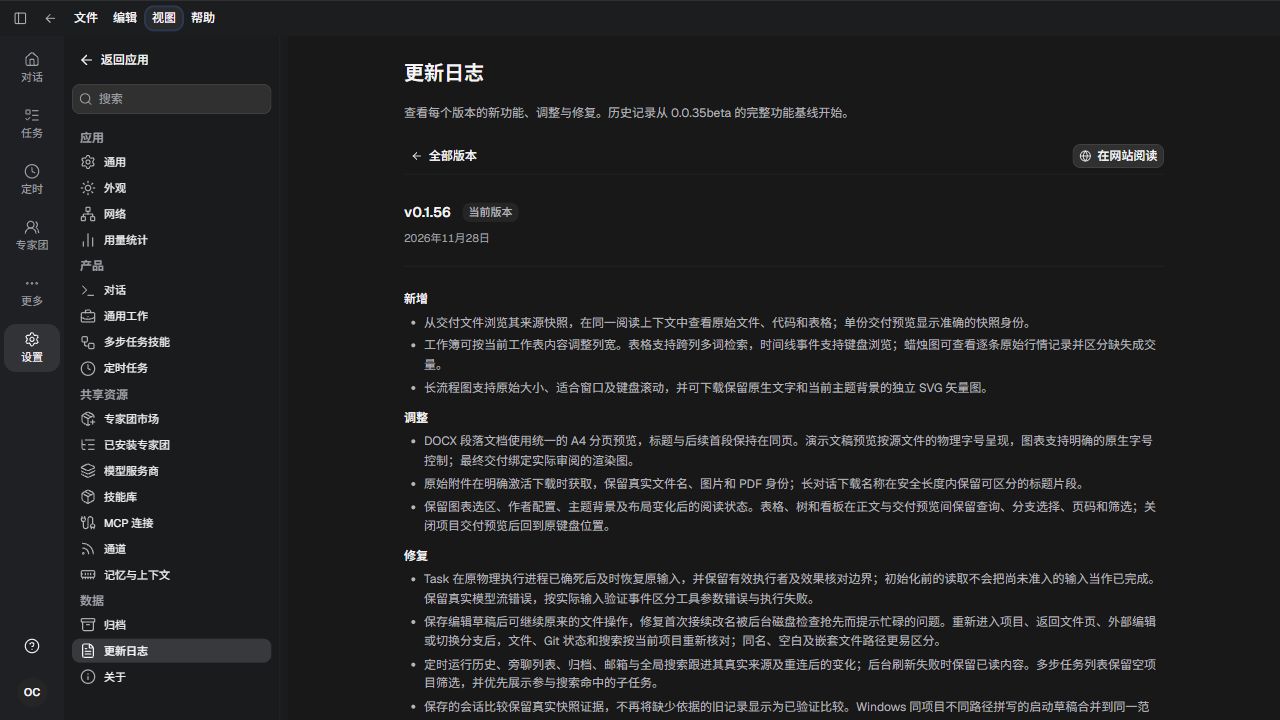 文件 编辑 视图 帮助
对话
任务
定时
专家团
更多
设置
OC
返回应用
搜索
应用
通用
外观
网络
用量统计
产品
对话
通用工作
多步任务技能
定时任务
共享资源
专家团市场
已安装专家团
模型服务商
技能库
MCP 连接
通道
记忆与上下文
数据
归档
更新日志
关于
更新日志
查看每个版本的新功能、调整与修复。历史记录从 0.0.35beta 的完整功能基线开始。
全部版本
在网站阅读
v0.1.56 当前版本
2026年11月28日
新增
• 从交付文件浏览其来源快照，在同一阅读上下文中查看原始文件、代码和表格；单份交付预览显示准确的快照身份。
• 工作簿可按当前工作表内容调整列宽。表格支持跨列多词检索，时间线事件支持键盘浏览；蜡烛图可查看逐条原始行情记录并区分缺失成交
量。
• 长流程图支持原始大小、适合窗口及键盘滚动，并可下载保留原生文字和当前主题背景的独立 SVG 矢量图。
调整
• DOCX 段落文档使用统一的 A4 分页预览，标题与后续首段保持在同页。演示文稿预览按源文件的物理字号呈现，图表支持明确的原生字号
控制；最终交付绑定实际审阅的渲染图。
• 原始附件在明确激活下载时获取，保留真实文件名、图片和 PDF 身份；长对话下载名称在安全长度内保留可区分的标题片段。
• 保留图表选区、作者配置、主题背景及布局变化后的阅读状态。表格、树和看板在正文与交付预览间保留查询、分支选择、页码和筛选；关
闭项目交付预览后回到原键盘位置。
修复
• Task 在原物理执行进程已确死后及时恢复原输入，并保留有效执行者及效果核对边界；初始化前的读取不会把尚未准入的输入当作已完成。
保留真实模型流错误，按实际输入验证事件区分工具参数错误与执行失败。
• 保存编辑草稿后可继续原来的文件操作，修复首次接续改名被后台磁盘检查抢先而提示忙碌的问题。重新进入项目、返回文件页、外部编辑
或切换分支后，文件、Git 状态和搜索按当前项目重新核对；同名、空白及嵌套文件路径更易区分。
• 定时运行历史、旁聊列表、归档、邮箱与全局搜索跟进其真实来源及重连后的变化；后台刷新失败时保留已读内容。多步任务列表保留空项
目筛选，并优先展示参与搜索命中的子任务。
• 保存的会话比较保留真实快照证据，不再将缺少依据的旧记录显示为已验证比较。Windows 同项目不同路径拼写的启动草稿合并到同一范